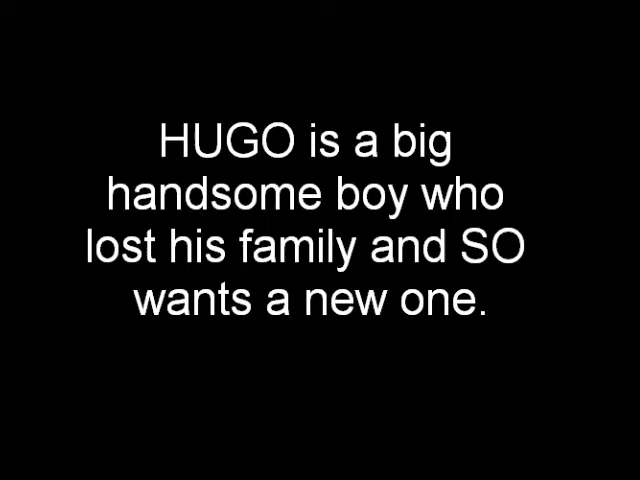 HUGO is a big
handsome boy who
lost his family and SO
wants a new one.